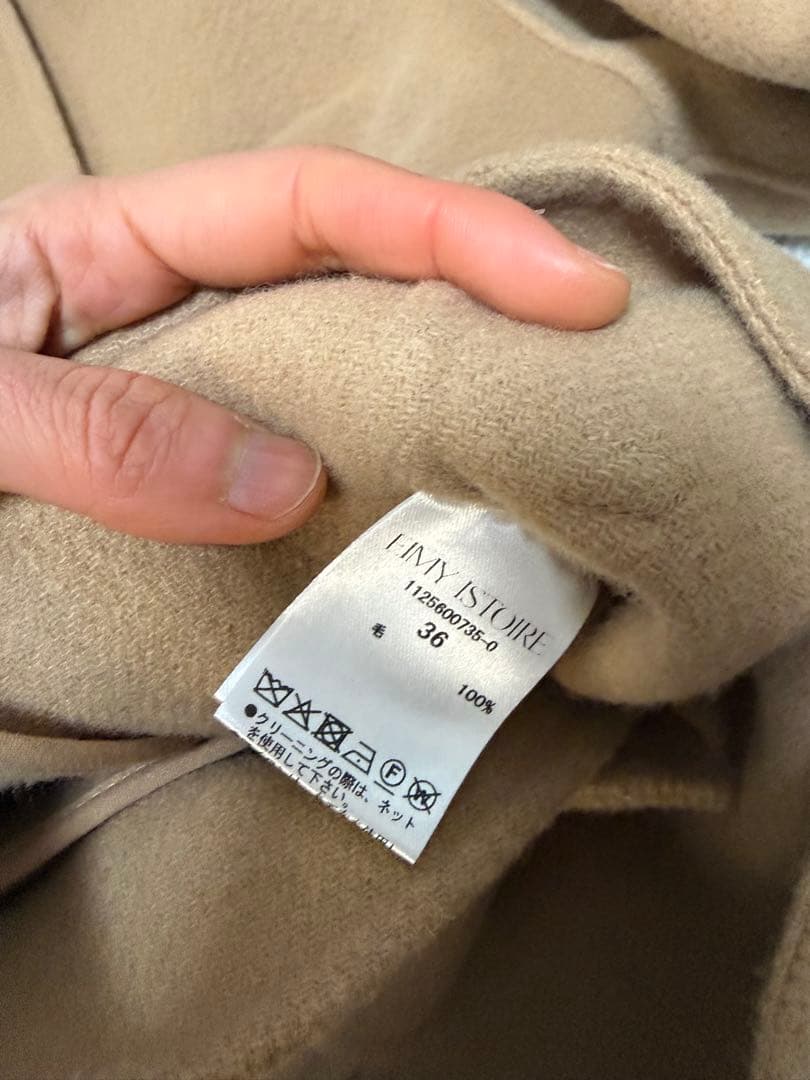 EIMY ISTOIRE
1125600735-0
36
毛 100%
F
W
●クリーニングの際は、ネット
を使用して下さい。